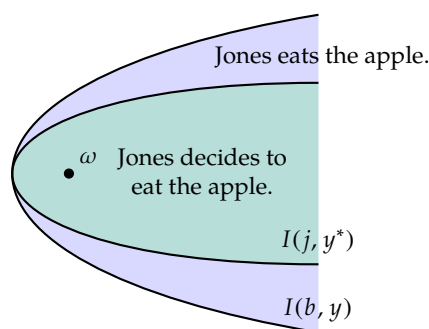 Jones eats the apple.
ω
Jones decides to
eat the apple.
I(j, y*)
I(b, y)